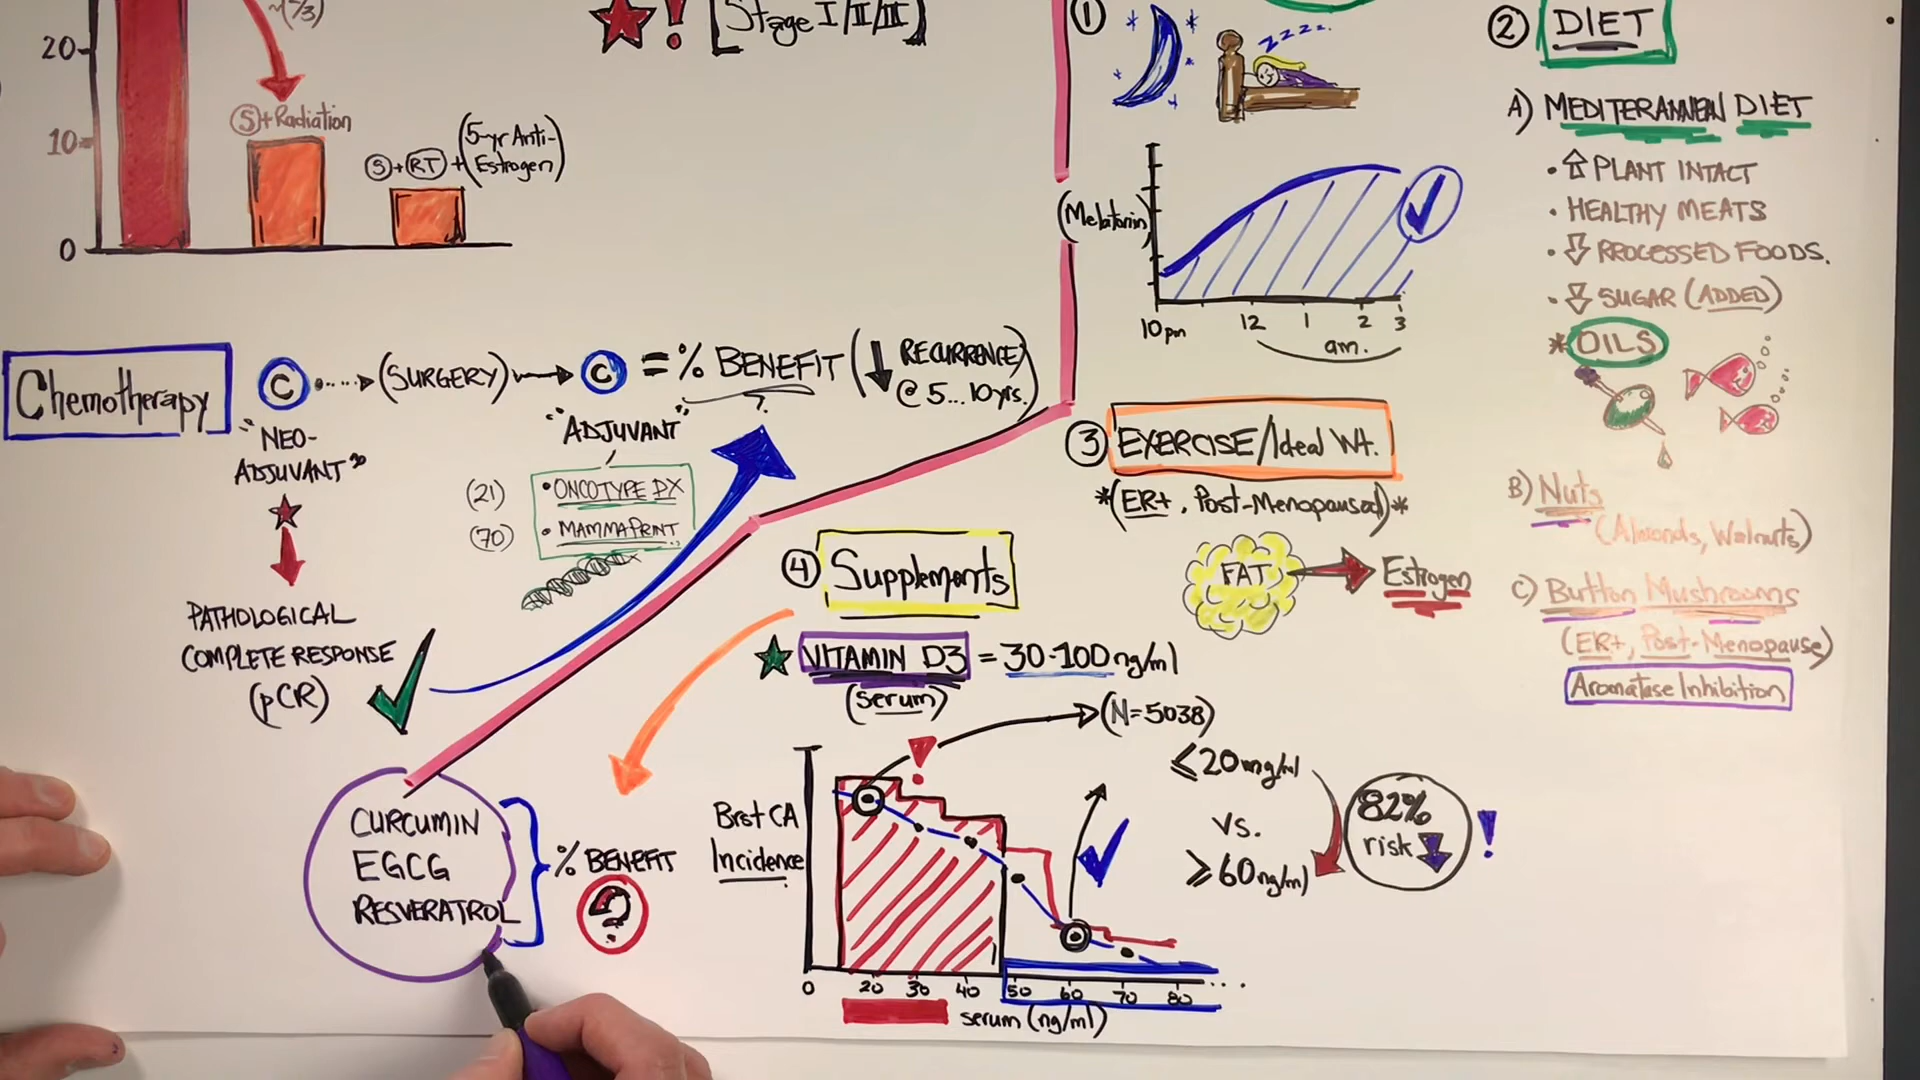 20
~(2/3)
10
0
Ⓢ+Radiation
Ⓢ+(RT)+(5-yr Anti-
Estrogen)
! [Stage I/II/III]
Chemotherapy
C → (SURGERY) → C = % BENEFIT (↓ RECURRENCE)
@ 5...10yrs.
?
"NEO-
ADJUVANT"
"ADJUVANT"
(21) • ONCOTYPE DX
(70) • MAMMAPRINT
PATHOLOGICAL
COMPLETE RESPONSE
(pCR)
CURCUMIN
EGCG
RESVERATROL
% BENEFIT
?
①
zzzz..
(Melatonin)
10pm 12 1 2 3
am.
② DIET
A) MEDITERANNEAN DIET
• ⇧ PLANT INTACT
• HEALTHY MEATS
• ⇩ PROCESSED FOODS.
• ⇩ SUGAR (ADDED)
* OILS
B) Nuts
(Almonds, Walnuts)
C) Button Mushrooms
(ER+, Post-Menopause)
Aromatase Inhibition
③ EXERCISE/Ideal Wt.
*(ER+, Post-Menopausal)*
FAT → Estrogen
④ Supplements
VITAMIN D3 = 30-100 ng/ml
(serum)
! → (N=5038)
Brst CA
Incidence
0 20 30 40 50 60 70 80 ...
serum (ng/ml)
≤20 ng/ml
vs.
≥60 ng/ml
82%
risk ↓ !